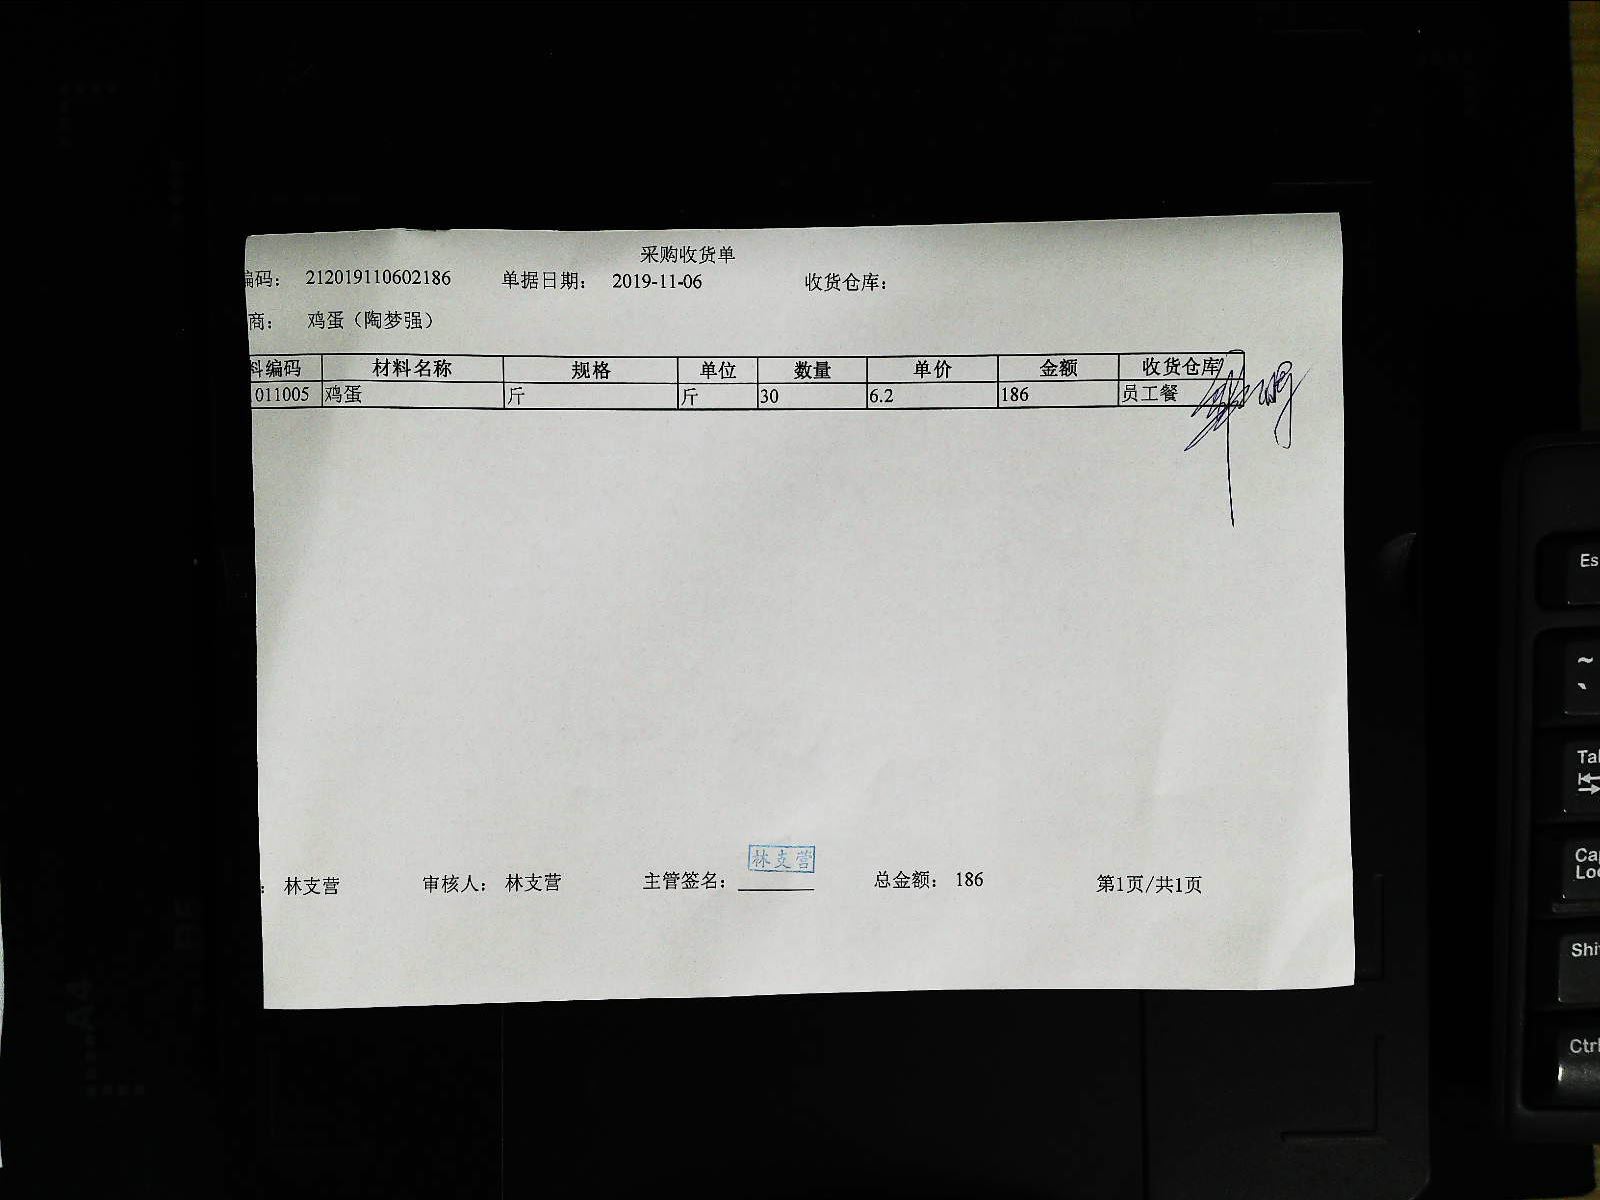 采购收货单
编码： 212019110602186 单据日期： 2019-11-06 收货仓库：
商： 鸡蛋（陶梦强）
料编码 材料名称 规格 单位 数量 单价 金额 收货仓库
011005 鸡蛋 斤 斤 30 6.2 186 员工餐
林支营
： 林支营 审核人： 林支营 主管签名： 总金额： 186 第1页/共1页
Es
~
`
Tal
Ca
Loc
Shi
Ctrl
A4